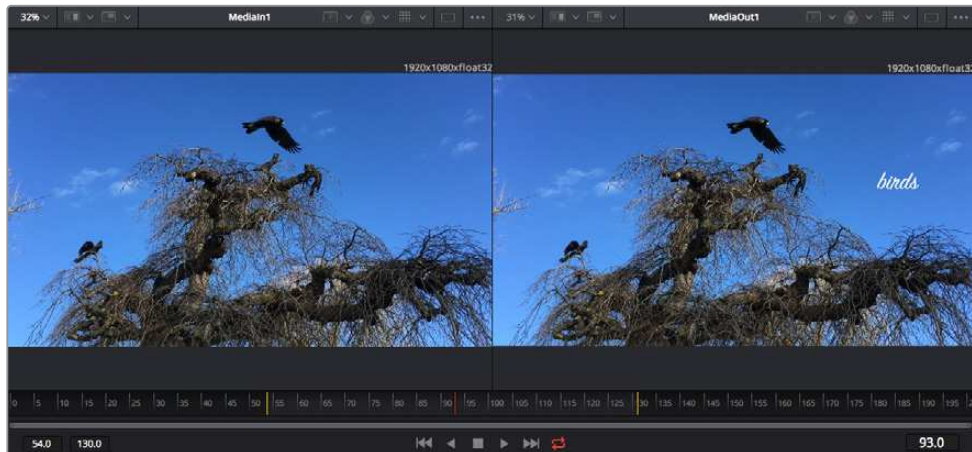 32% MediaIn1 31% MediaOut1
1920x1080xfloat32 1920x1080xfloat32
birds
0 5 10 15 20 25 30 35 40 45 50 55 60 65 70 75 80 85 90 95 100 105 110 115 120 125 130 135 140 145 150 155 160 165 170 175 180 185 190 195 2
54.0 130.0 93.0